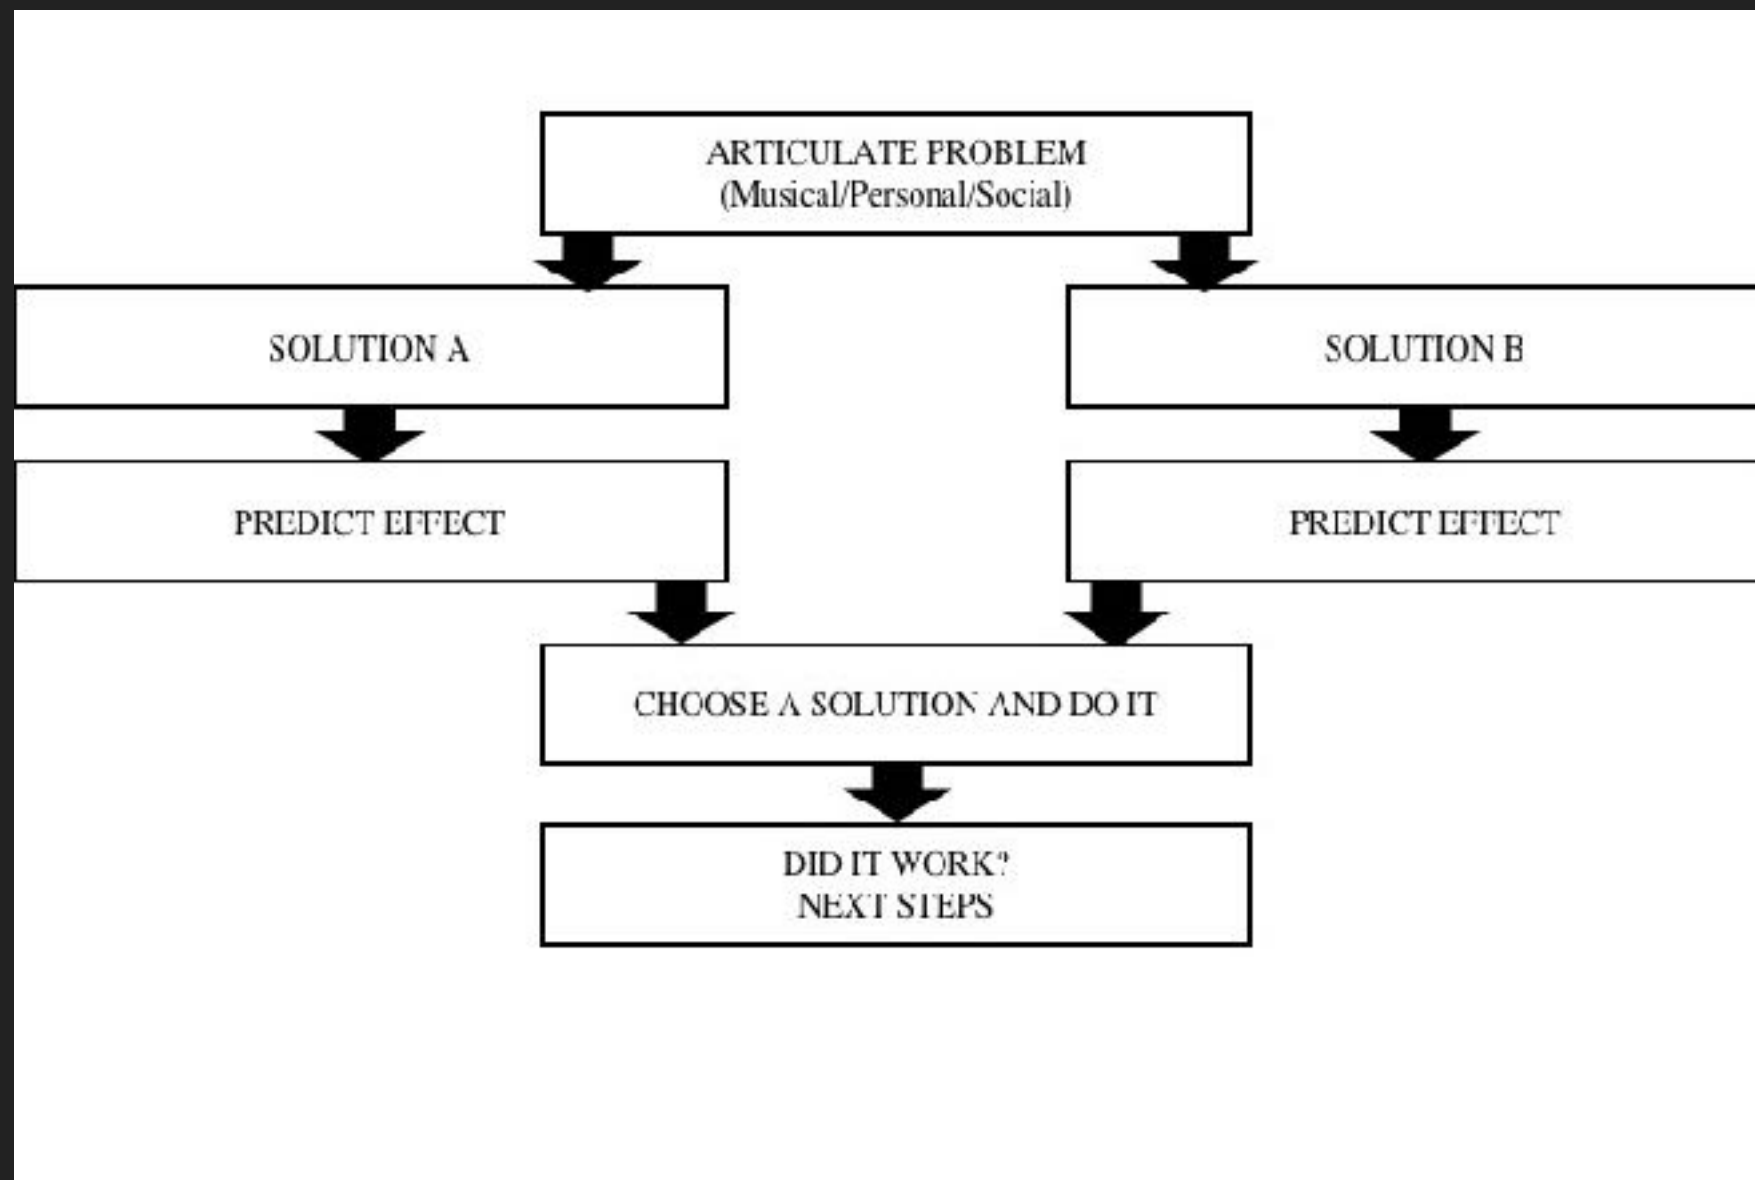 ARTICULATE PROBLEM
(Musical/Personal/Social)
SOLUTION A
SOLUTION B
PREDICT EFFECT
PREDICT EFFECT
CHOOSE A SOLUTION AND DO IT
DID IT WORK?
NEXT STEPS